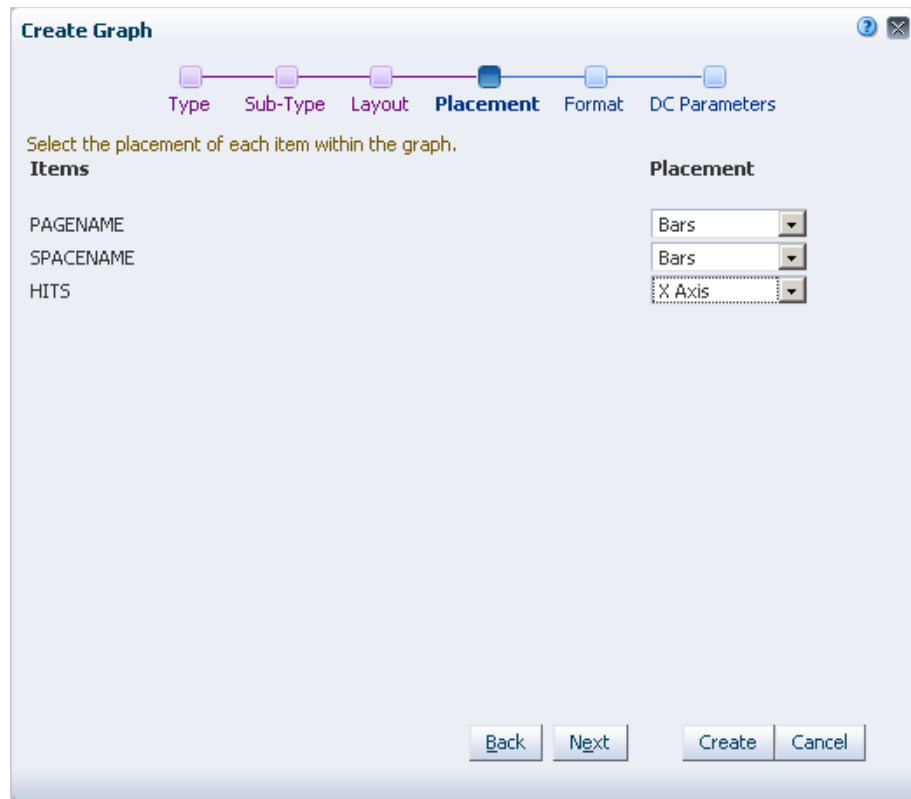 Create Graph
Type Sub-Type Layout Placement Format DC Parameters
Select the placement of each item within the graph.
Items Placement
PAGENAME Bars
SPACENAME Bars
HITS X Axis
Back Next Create Cancel